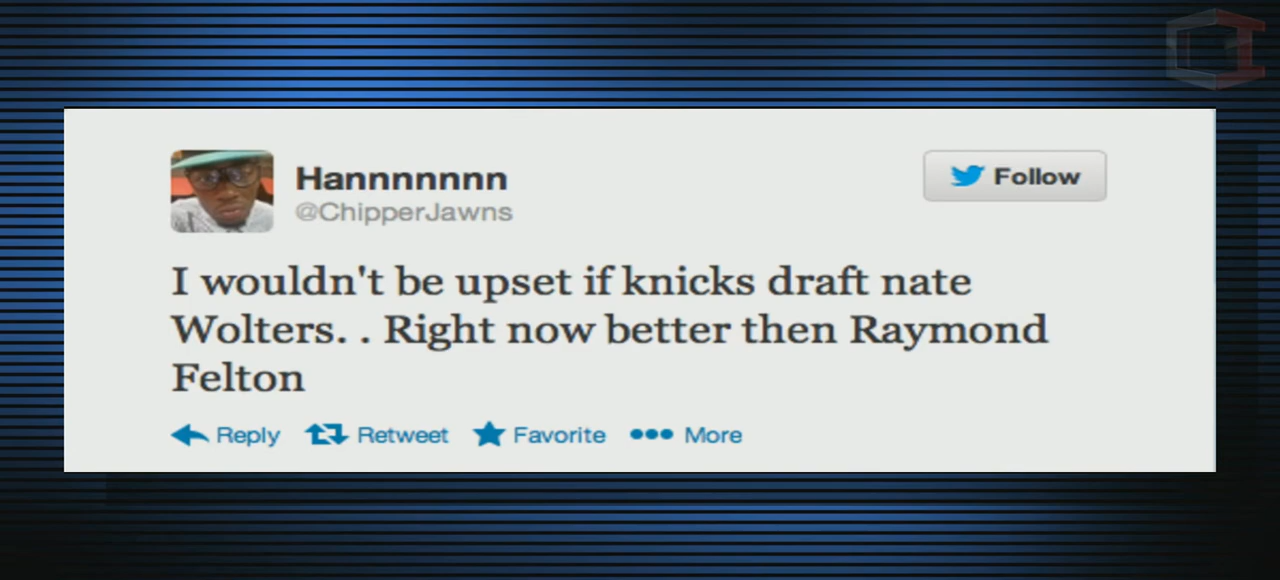 Hannnnnnn
@ChipperJawns
Follow
I wouldn't be upset if knicks draft nate
Wolters. . Right now better then Raymond
Felton
Reply Retweet Favorite More